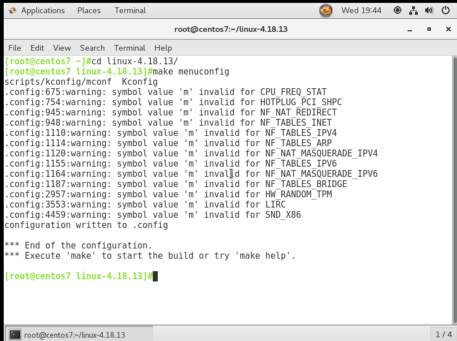 Applications Places Terminal Wed 19:44
root@centos7:~/linux-4.18.13
File Edit View Search Terminal Help
[root@centos7 ~]#cd linux-4.18.13/
[root@centos7 linux-4.18.13]#make menuconfig
scripts/kconfig/mconf Kconfig
.config:675:warning: symbol value 'm' invalid for CPU_FREQ_STAT
.config:754:warning: symbol value 'm' invalid for HOTPLUG_PCI_SHPC
.config:945:warning: symbol value 'm' invalid for NF_NAT_REDIRECT
.config:948:warning: symbol value 'm' invalid for NF_TABLES_INET
.config:1110:warning: symbol value 'm' invalid for NF_TABLES_IPV4
.config:1114:warning: symbol value 'm' invalid for NF_TABLES_ARP
.config:1120:warning: symbol value 'm' invalid for NF_NAT_MASQUERADE_IPV4
.config:1155:warning: symbol value 'm' invalid for NF_TABLES_IPV6
.config:1164:warning: symbol value 'm' invalid for NF_NAT_MASQUERADE_IPV6
.config:1187:warning: symbol value 'm' invalid for NF_TABLES_BRIDGE
.config:2957:warning: symbol value 'm' invalid for HW_RANDOM_TPM
.config:3553:warning: symbol value 'm' invalid for LIRC
.config:4459:warning: symbol value 'm' invalid for SND_X86
configuration written to .config
*** End of the configuration.
*** Execute 'make' to start the build or try 'make help'.
[root@centos7 linux-4.18.13]#
root@centos7:~/linux-4.18.13 1 / 4